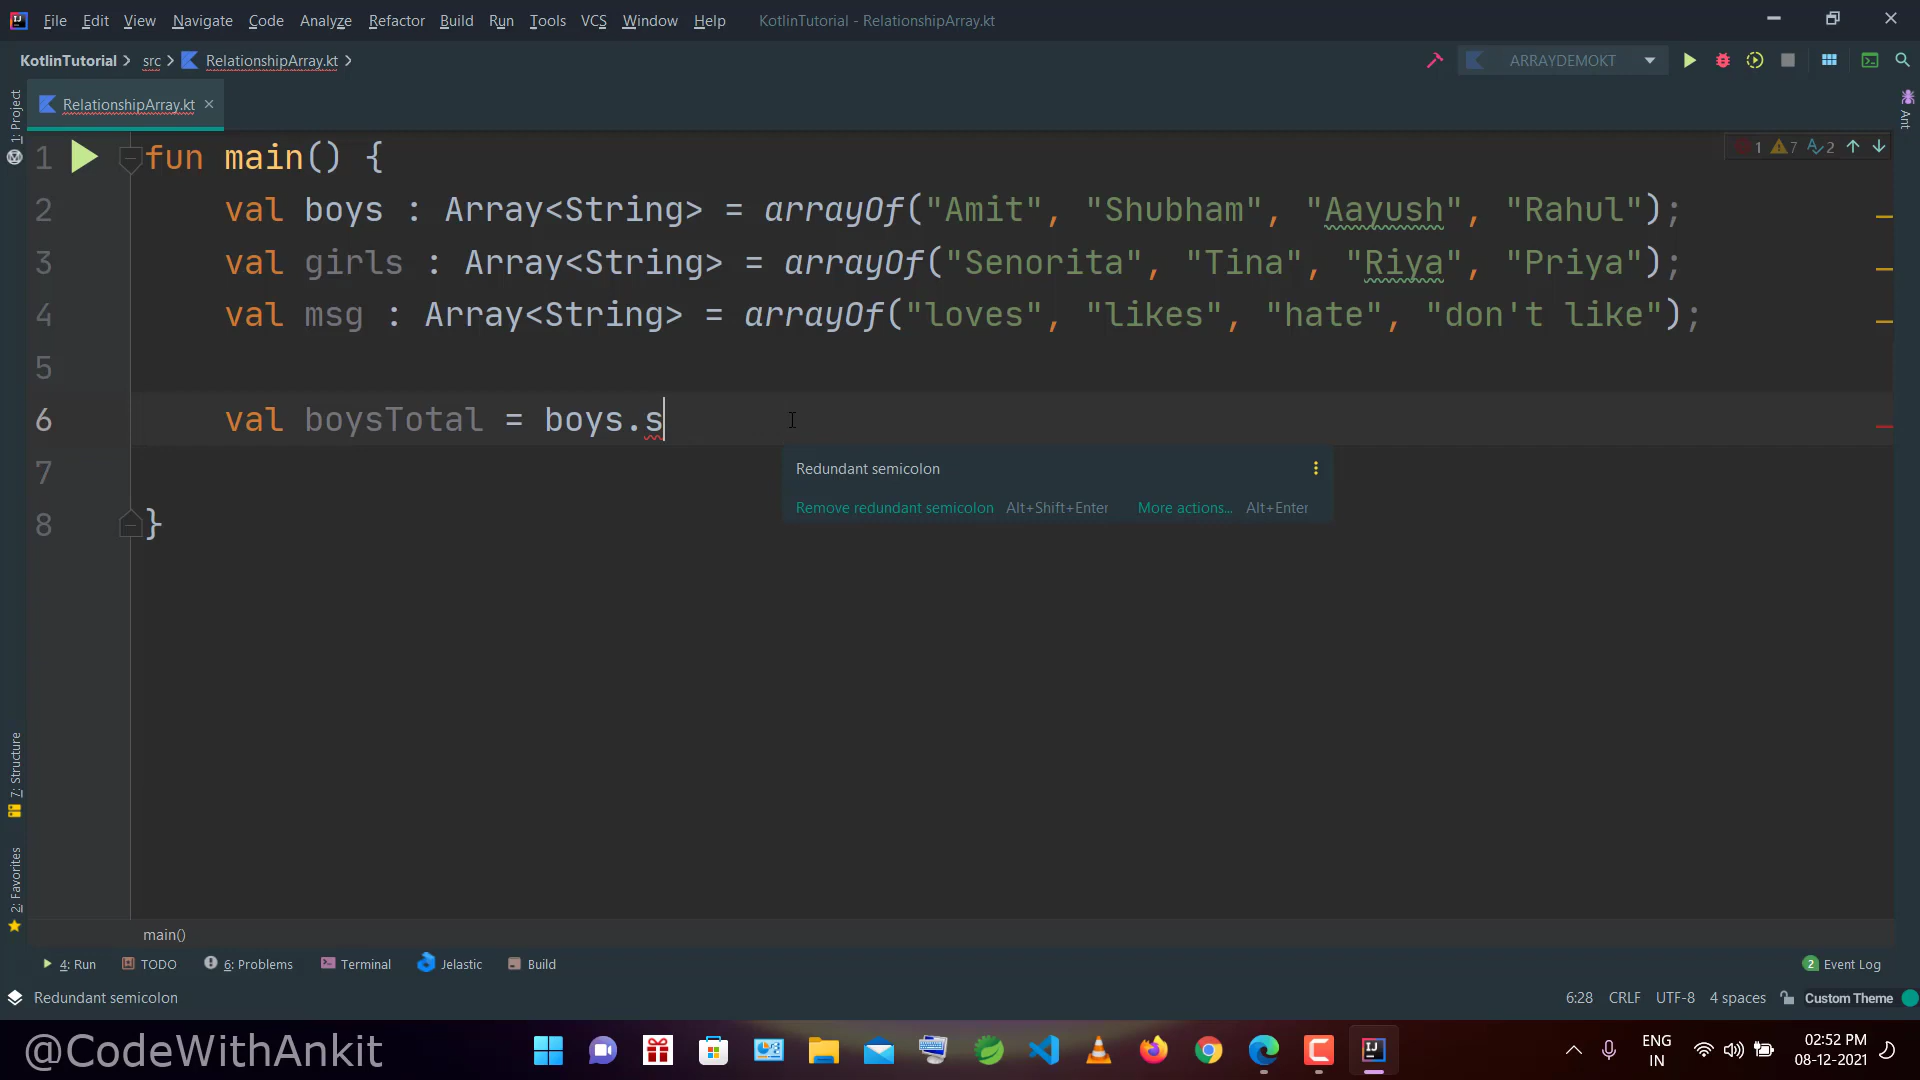 File Edit View Navigate Code Analyze Refactor Build Run Tools VCS Window Help KotlinTutorial - RelationshipArray.kt
KotlinTutorial src RelationshipArray.kt ARRAYDEMOKT
RelationshipArray.kt
1: Project
Ant
1 fun main() {
1 7 2
2 val boys : Array<String> = arrayOf("Amit", "Shubham", "Aayush", "Rahul");
3 val girls : Array<String> = arrayOf("Senorita", "Tina", "Riya", "Priya");
4 val msg : Array<String> = arrayOf("loves", "likes", "hate", "don't like");
5
6 val boysTotal = boys.s
7
Redundant semicolon
Remove redundant semicolon Alt+Shift+Enter More actions... Alt+Enter
8 }
7: Structure
2: Favorites
main()
4: Run TODO 6: Problems Terminal Jelastic Build 2 Event Log
Redundant semicolon 6:28 CRLF UTF-8 4 spaces Custom Theme
@CodeWithAnkit
ENG
IN
02:52 PM
08-12-2021